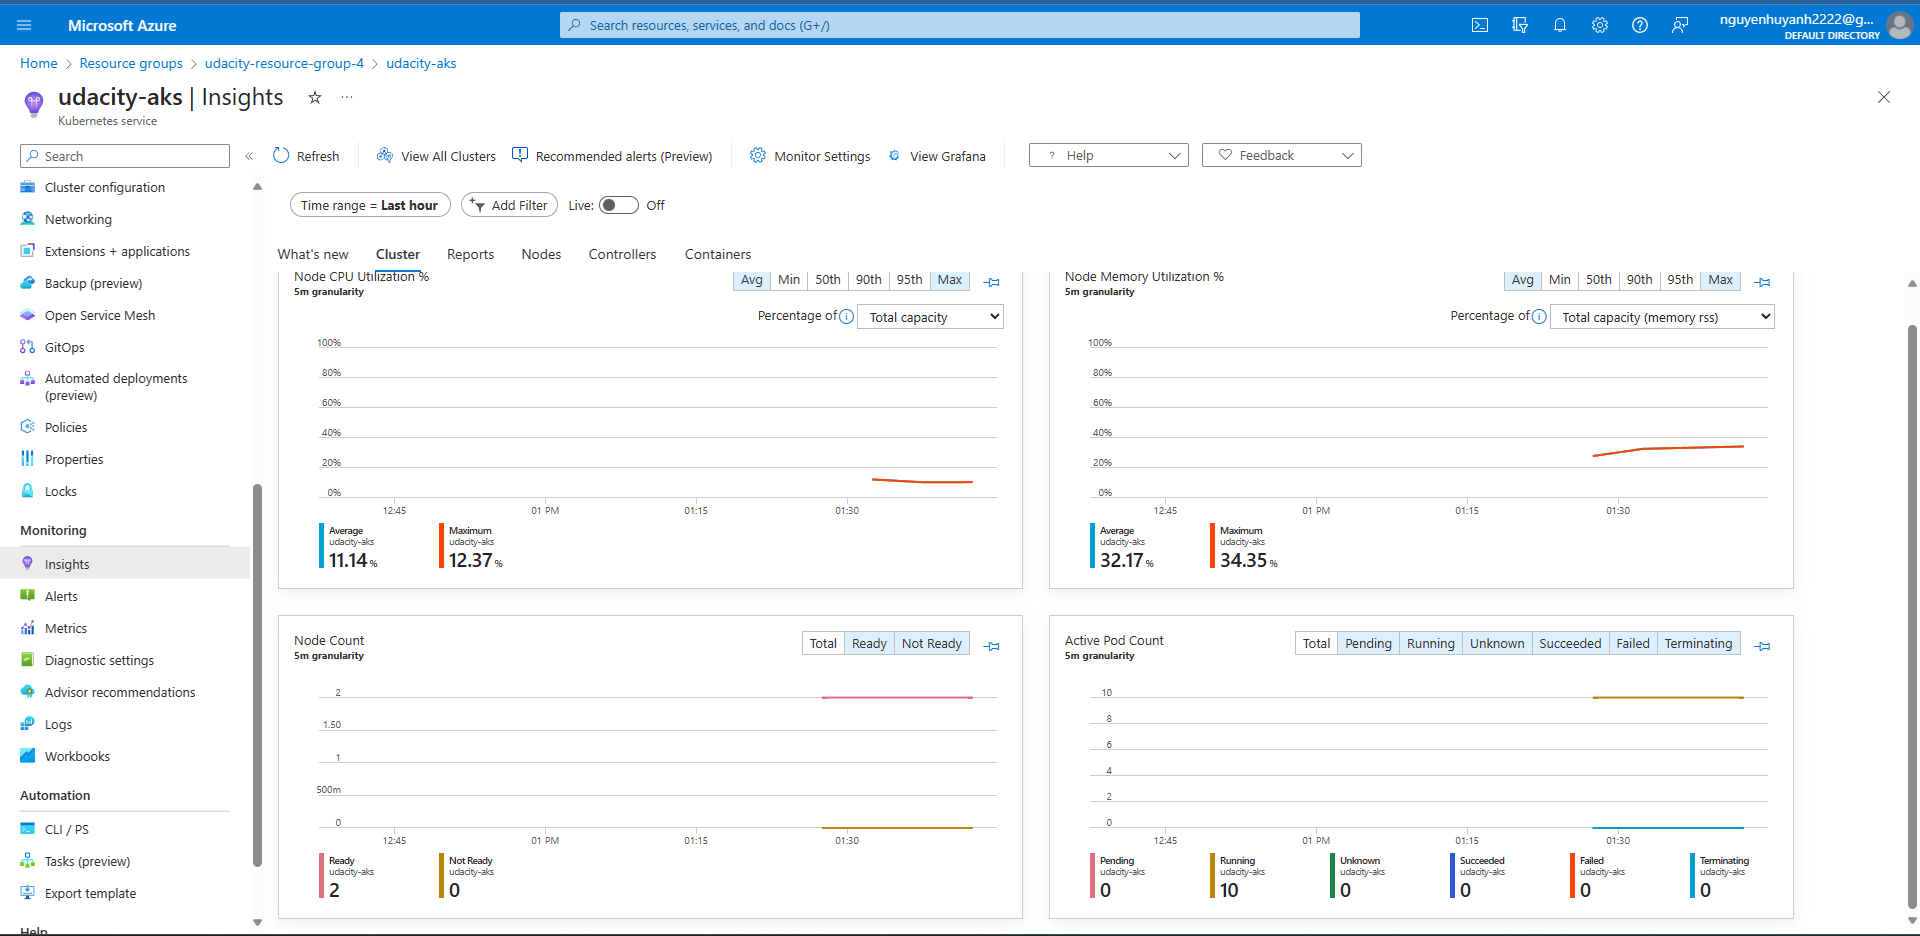 Microsoft Azure
Search resources, services, and docs (G+/)
nguyenhuyanh2222@g...
DEFAULT DIRECTORY
Home > Resource groups > udacity-resource-group-4 > udacity-aks
udacity-aks | Insights
Kubernetes service
Search
Refresh
View All Clusters
Recommended alerts (Preview)
Monitor Settings
View Grafana
? Help
Feedback
Cluster configuration
Networking
Extensions + applications
Backup (preview)
Open Service Mesh
GitOps
Automated deployments
(preview)
Policies
Properties
Locks
Monitoring
Insights
Alerts
Metrics
Diagnostic settings
Advisor recommendations
Logs
Workbooks
Automation
CLI / PS
Tasks (preview)
Export template
Help
Time range = Last hour
Add Filter
Live:
Off
What's new
Cluster
Reports
Nodes
Controllers
Containers
Node CPU Utilization %
5m granularity
Avg Min 50th 90th 95th Max
Percentage of Total capacity
100%
80%
60%
40%
20%
0%
12:45 01 PM 01:15 01:30
Average
udacity-aks
11.14 %
Maximum
udacity-aks
12.37 %
Node Memory Utilization %
5m granularity
Avg Min 50th 90th 95th Max
Percentage of Total capacity (memory rss)
100%
80%
60%
40%
20%
0%
12:45 01 PM 01:15 01:30
Average
udacity-aks
32.17 %
Maximum
udacity-aks
34.35 %
Node Count
5m granularity
Total Ready Not Ready
2
1.50
1
500m
0
12:45 01 PM 01:15 01:30
Ready
udacity-aks
2
Not Ready
udacity-aks
0
Active Pod Count
5m granularity
Total Pending Running Unknown Succeeded Failed Terminating
10
8
6
4
2
0
12:45 01 PM 01:15 01:30
Pending
udacity-aks
0
Running
udacity-aks
10
Unknown
udacity-aks
0
Succeeded
udacity-aks
0
Failed
udacity-aks
0
Terminating
udacity-aks
0